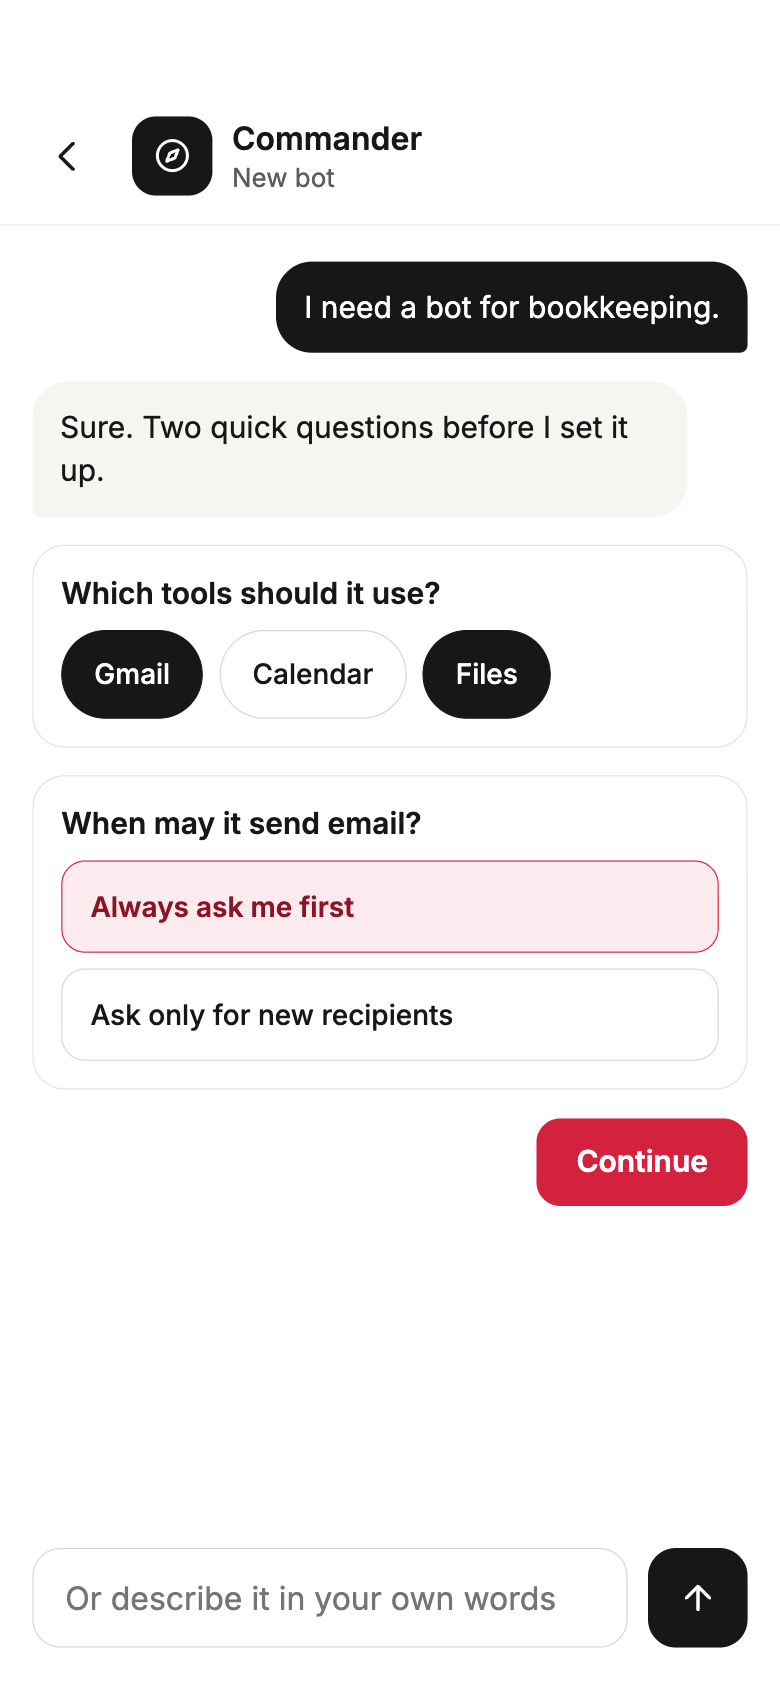 Commander
New bot
I need a bot for bookkeeping.
Sure. Two quick questions before I set it
up.
Which tools should it use?
Gmail
Calendar
Files
When may it send email?
Always ask me first
Ask only for new recipients
Continue
Or describe it in your own words